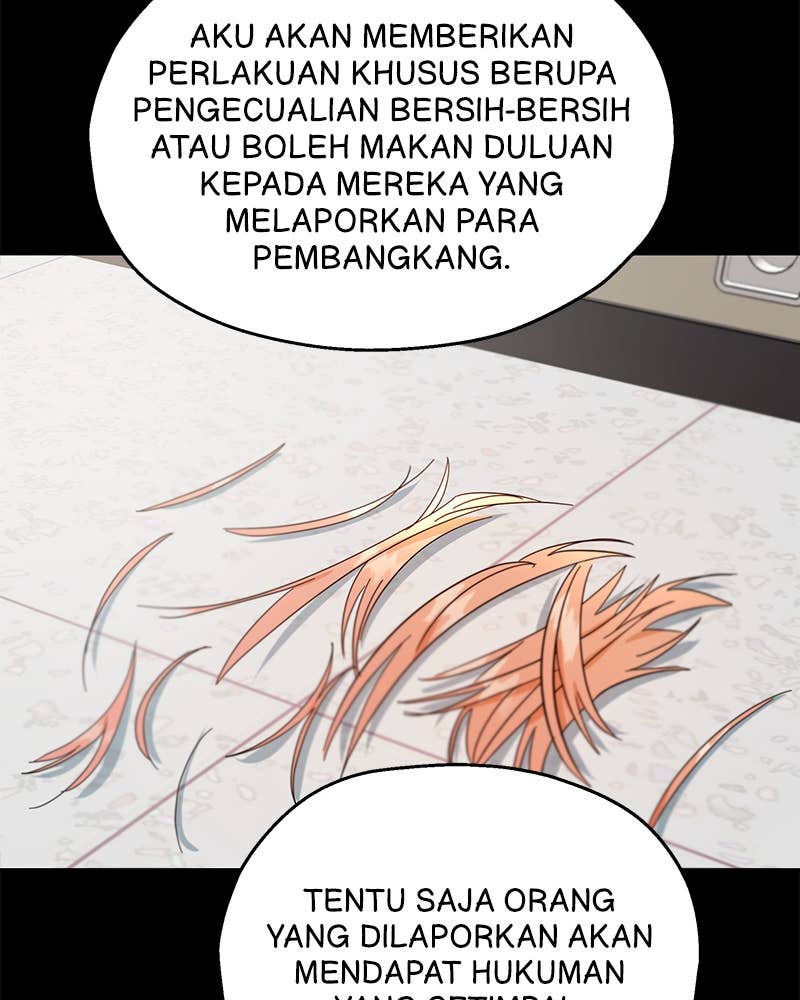 AKU AKAN MEMBERIKAN
PERLAKUAN KHUSUS BERUPA
PENGECUALIAN BERSIH-BERSIH
ATAU BOLEH MAKAN DULUAN
KEPADA MEREKA YANG
MELAPORKAN PARA
PEMBANGKANG.
TENTU SAJA ORANG
YANG DILAPORKAN AKAN
MENDAPAT HUKUMAN
YANG